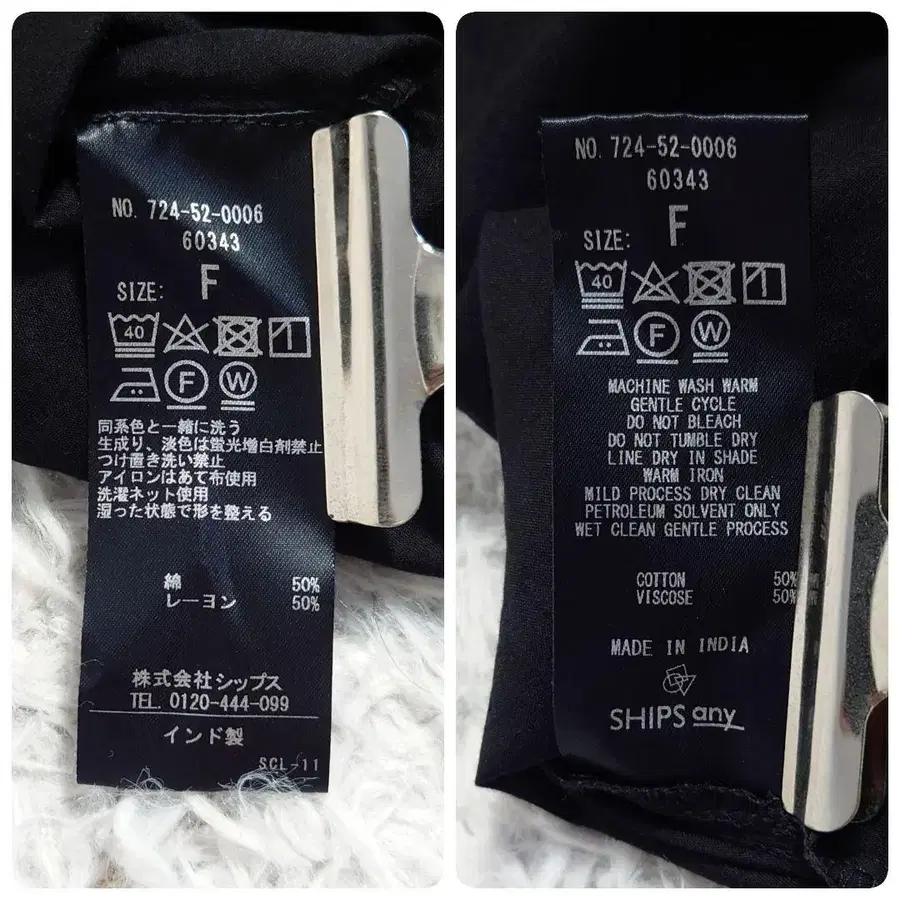 NO. 724-52-0006
60343
SIZE: F
40
F W
同系色と一緒に洗う
生成り、淡色は蛍光増白剤禁止
つけ置き洗い禁止
アイロンはあて布使用
洗濯ネット使用
湿った状態で形を整える
綿 50%
レーヨン 50%
株式会社シップス
TEL. 0120-444-099
インド製
SCL-11
NO. 724-52-0006
60343
SIZE: F
40
F W
MACHINE WASH WARM
GENTLE CYCLE
DO NOT BLEACH
DO NOT TUMBLE DRY
LINE DRY IN SHADE
WARM IRON
MILD PROCESS DRY CLEAN
PETROLEUM SOLVENT ONLY
WET CLEAN GENTLE PROCESS
COTTON 50%
VISCOSE 50%
MADE IN INDIA
SHIPS any